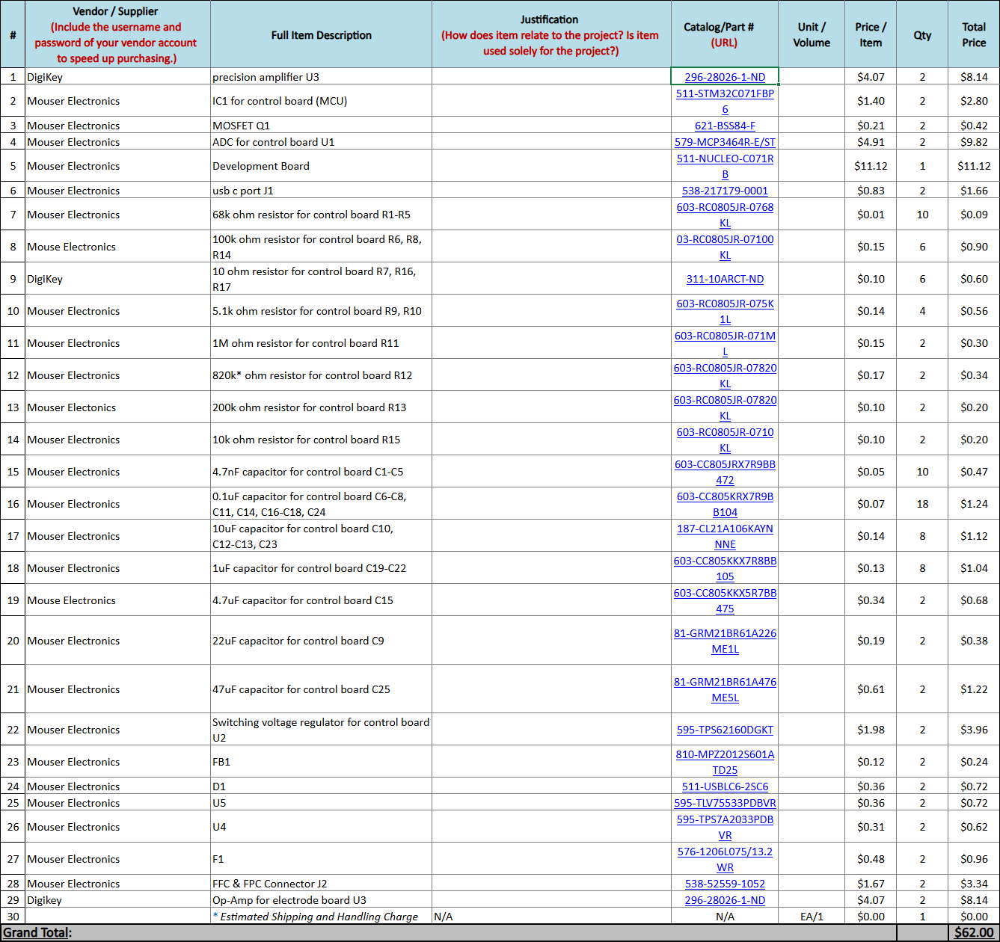 # Vendor / Supplier (Include the username and password of your vendor account to speed up purchasing.) Full Item Description Justification (How does item relate to the project? Is item used solely for the project?) Catalog/Part # (URL) Unit / Volume Price / Item Qty Total Price
1 DigiKey precision amplifier U3 296-28026-1-ND $4.07 2 $8.14
2 Mouser Electronics IC1 for control board (MCU) 511-STM32C071FBP6 $1.40 2 $2.80
3 Mouser Electronics MOSFET Q1 621-BSS84-F $0.21 2 $0.42
4 Mouser Electronics ADC for control board U1 579-MCP3464R-E/ST $4.91 2 $9.82
5 Mouser Electronics Development Board 511-NUCLEO-C071RB $11.12 1 $11.12
6 Mouser Electronics usb c port J1 538-217179-0001 $0.83 2 $1.66
7 Mouser Electronics 68k ohm resistor for control board R1-R5 603-RC0805JR-0768KL $0.01 10 $0.09
8 Mouse Electronics 100k ohm resistor for control board R6, R8, R14 03-RC0805JR-07100KL $0.15 6 $0.90
9 DigiKey 10 ohm resistor for control board R7, R16, R17 311-10ARCT-ND $0.10 6 $0.60
10 Mouser Electronics 5.1k ohm resistor for control board R9, R10 603-RC0805JR-075K1L $0.14 4 $0.56
11 Mouser Electronics 1M ohm resistor for control board R11 603-RC0805JR-071ML $0.15 2 $0.30
12 Mouser Electronics 820k* ohm resistor for control board R12 603-RC0805JR-07820KL $0.17 2 $0.34
13 Mouser Electonics 200k ohm resistor for control board R13 603-RC0805JR-07820KL $0.10 2 $0.20
14 Mouser Electronics 10k ohm resistor for control board R15 603-RC0805JR-0710KL $0.10 2 $0.20
15 Mouser Electronics 4.7nF capacitor for control board C1-C5 603-CC805JRX7R9BB472 $0.05 10 $0.47
16 Mouser Electronics 0.1uF capacitor for control board C6-C8, C11, C14, C16-C18, C24 603-CC805KRX7R9BB104 $0.07 18 $1.24
17 Mouser Electronics 10uF capacitor for control board C10, C12-C13, C23 187-CL21A106KAYNNNE $0.14 8 $1.12
18 Mouser Electronics 1uF capacitor for control board C19-C22 603-CC805KKX7R8BB105 $0.13 8 $1.04
19 Mouse Electronics 4.7uF capacitor for control board C15 603-CC805KKX5R7BB475 $0.34 2 $0.68
20 Mouser Electronics 22uF capacitor for control board C9 81-GRM21BR61A226ME1L $0.19 2 $0.38
21 Mouser Electronics 47uF capacitor for control board C25 81-GRM21BR61A476ME5L $0.61 2 $1.22
22 Mouser Electronics Switching voltage regulator for control board U2 595-TPS62160DGKT $1.98 2 $3.96
23 Mouser Electronics FB1 810-MPZ2012S601ATD25 $0.12 2 $0.24
24 Mouser Electronics D1 511-USBLC6-2SC6 $0.36 2 $0.72
25 Mouser Electronics U5 595-TLV75533PDBVR $0.36 2 $0.72
26 Mouser Electronics U4 595-TPS7A2033PDBVR $0.31 2 $0.62
27 Mouser Electronics F1 576-1206L075/13.2WR $0.48 2 $0.96
28 Mouser Electronics FFC & FPC Connector J2 538-52559-1052 $1.67 2 $3.34
29 Digikey Op-Amp for electrode board U3 296-28026-1-ND $4.07 2 $8.14
30 * Estimated Shipping and Handling Charge N/A N/A EA/1 $0.00 1 $0.00
Grand Total: $62.00